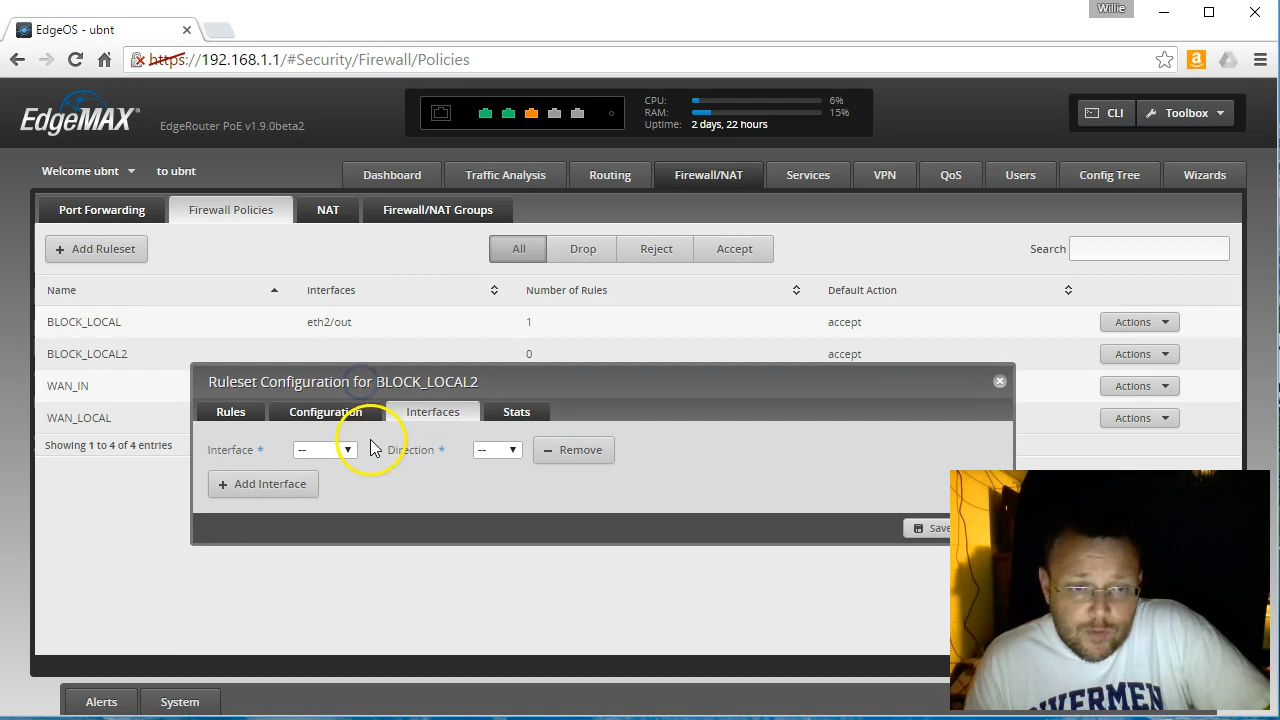 Willie
EdgeOS - ubnt
https://192.168.1.1/#Security/Firewall/Policies
EdgeMAX
EdgeRouter PoE v1.9.0beta2
CPU: 6%
RAM: 15%
Uptime: 2 days, 22 hours
CLI
Toolbox
Welcome ubnt to ubnt
Dashboard Traffic Analysis Routing Firewall/NAT Services VPN QoS Users Config Tree Wizards
Port Forwarding Firewall Policies NAT Firewall/NAT Groups
+ Add Ruleset All Drop Reject Accept Search
Name Interfaces Number of Rules Default Action
BLOCK_LOCAL eth2/out 1 accept Actions
BLOCK_LOCAL2 0 accept Actions
WAN_IN Actions
WAN_LOCAL Actions
Showing 1 to 4 of 4 entries
Ruleset Configuration for BLOCK_LOCAL2
Rules Configuration Interfaces Stats
Interface * -- Direction * -- Remove
+ Add Interface
Save
Alerts System